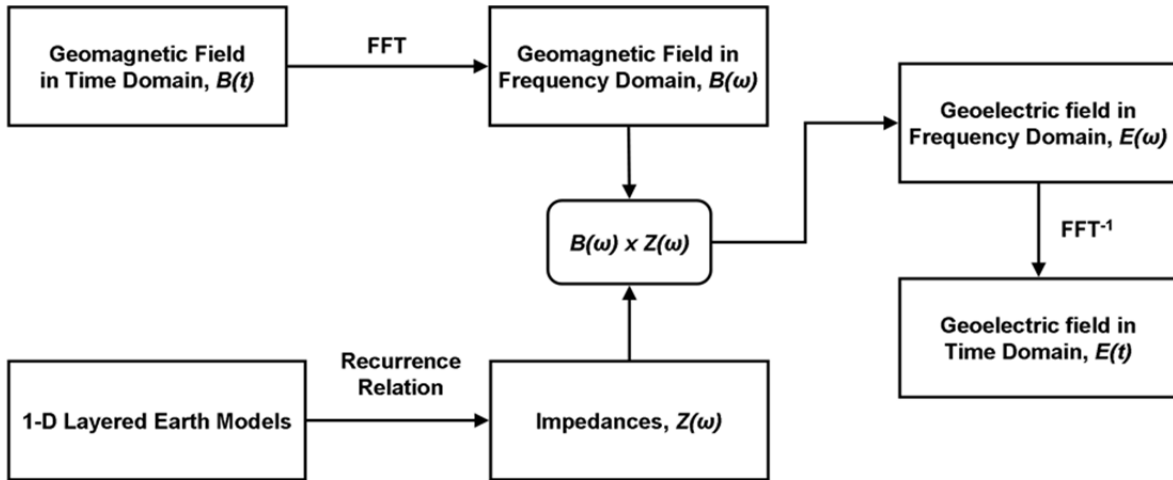 Geomagnetic Field
in Time Domain, B(t)
FFT
Geomagnetic Field in
Frequency Domain, B(ω)
Geoelectric field in
Frequency Domain, E(ω)
B(ω) x Z(ω)
FFT⁻¹
Geoelectric field in
Time Domain, E(t)
1-D Layered Earth Models
Recurrence
Relation
Impedances, Z(ω)